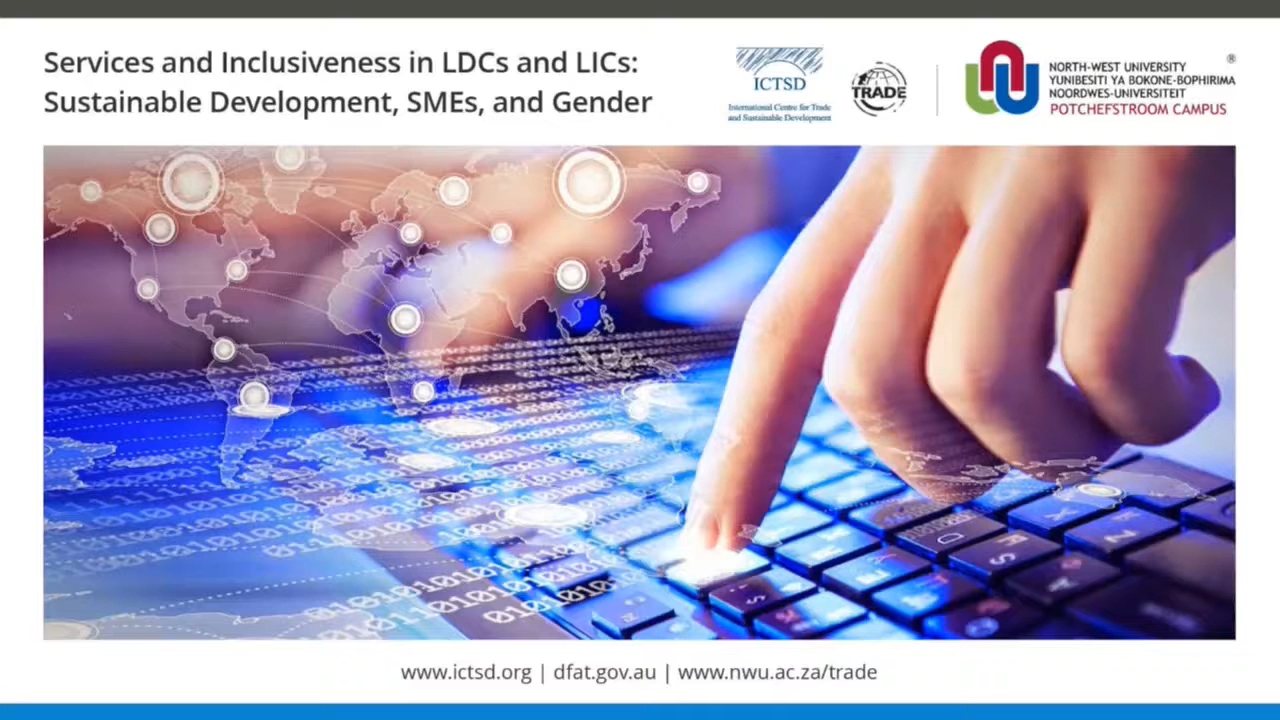 Services and Inclusiveness in LDCs and LICs:
Sustainable Development, SMEs, and Gender
ICTSD
International Centre for Trade
and Sustainable Development
TRADE
NORTH-WEST UNIVERSITY
YUNIBESITI YA BOKONE-BOPHIRIMA
NOORDWES-UNIVERSITEIT
POTCHEFSTROOM CAMPUS
®
www.ictsd.org | dfat.gov.au | www.nwu.ac.za/trade